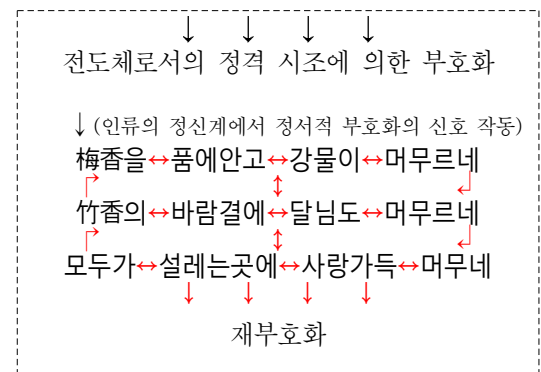 ↓ ↓ ↓ ↓
전도체로서의 정격 시조에 의한 부호화
↓(인류의 정신계에서 정서적 부호화의 신호 작동)
梅香을↔품에안고↔강물이↔머무르네
竹香의↔바람결에↔달님도↔머무르네
모두가↔설레는곳에↔사랑가득↔머무네
↓ ↓ ↓ ↓
재부호화